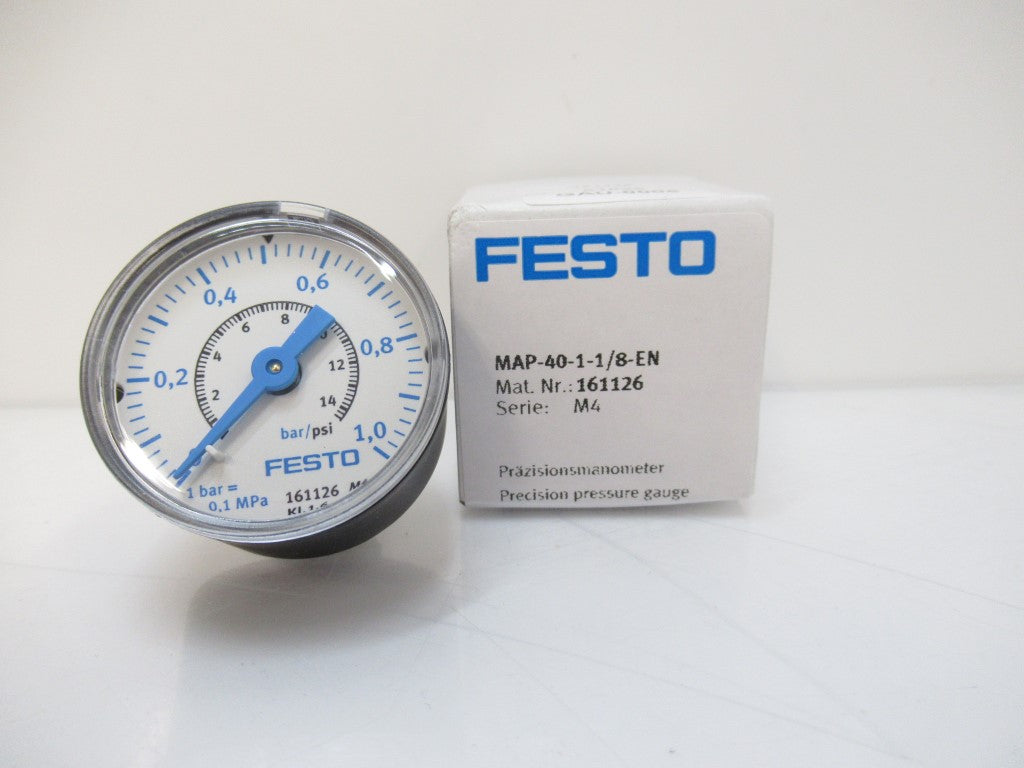 0,4
0,6
0,2
0,8
1,0
6
8
4
12
2
14
bar/psi
FESTO
1 bar =
0,1 MPa
161126
FESTO
MAP-40-1-1/8-EN
Mat. Nr.: 161126
Serie: M4
Präzisionsmanometer
Precision pressure gauge